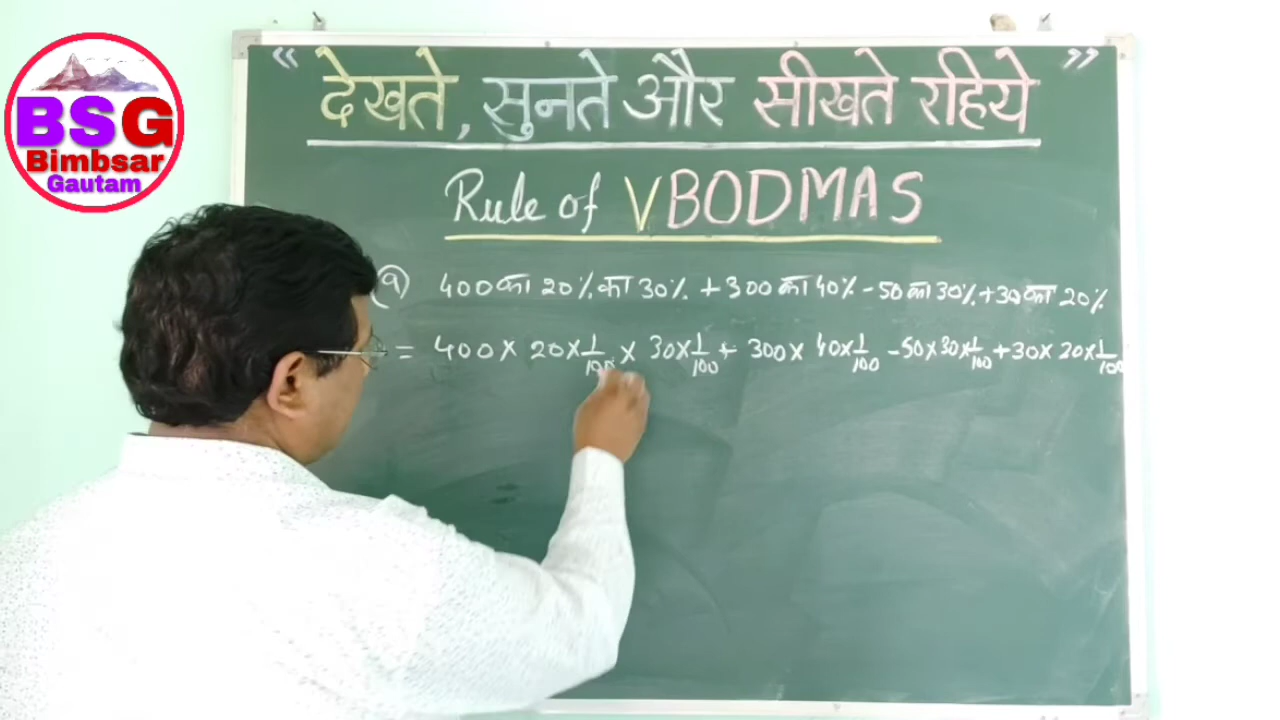 BSG
Bimbsar
Gautam
“ देखते, सुनते और सीखते रहिये ”
Rule of VBODMAS
(a) 400 का 20% का 30% + 300 का 40% - 50 का 30% + 30 का 20%
= 400 × 20 × 1/100 × 30 × 1/100 + 300 × 40 × 1/100 - 50 × 30 × 1/100 + 30 × 20 × 1/100